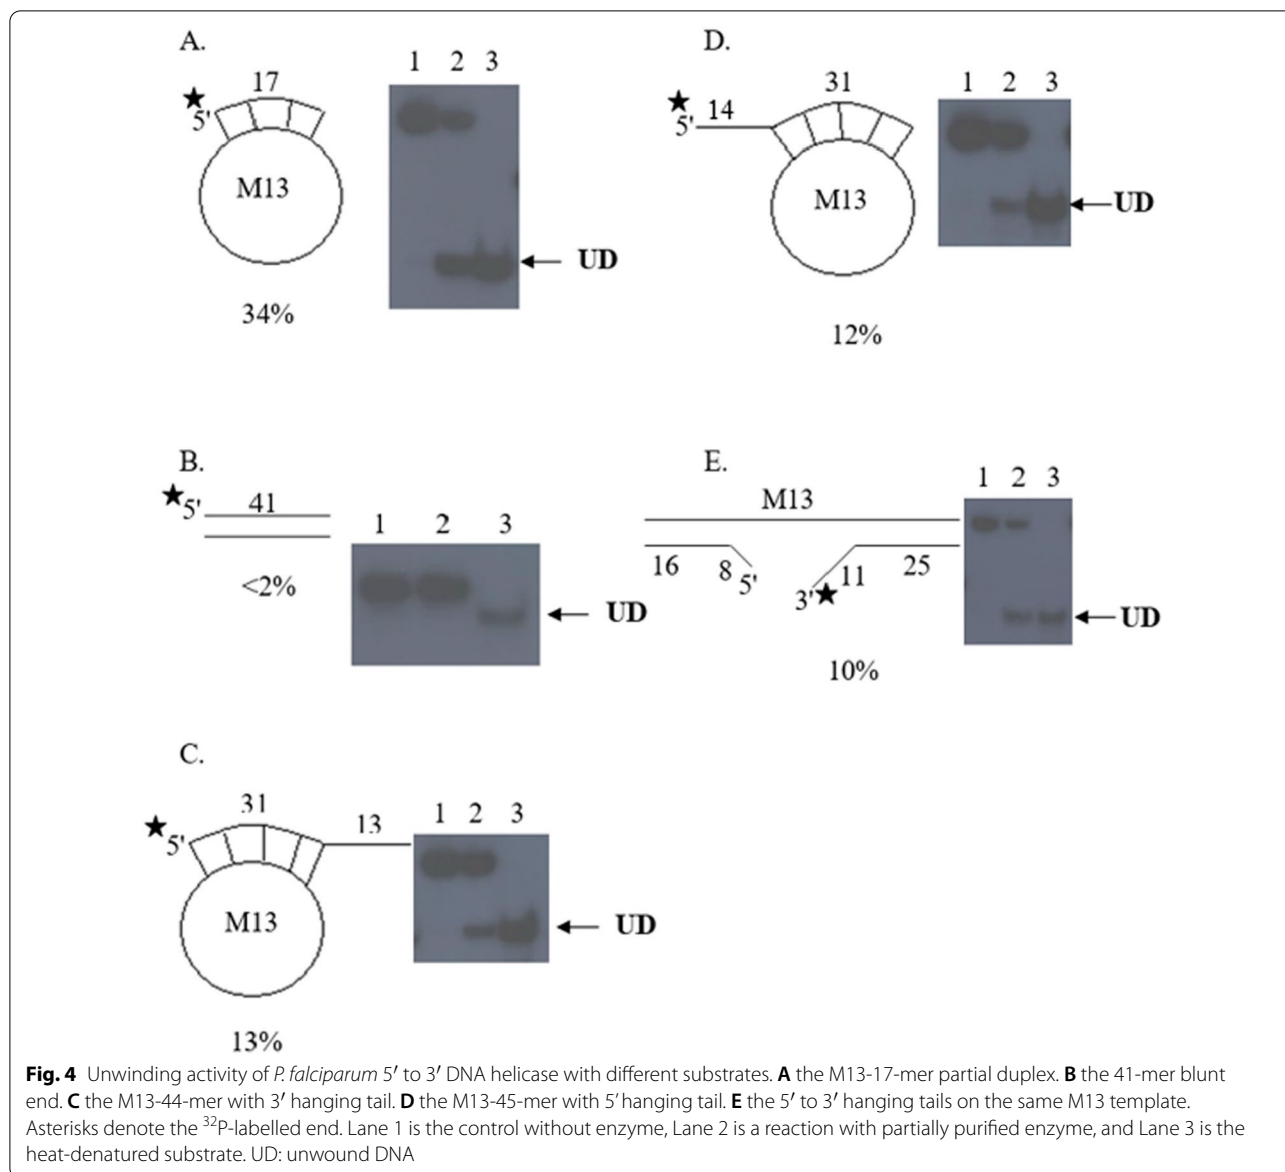 A.
1 2 3
17
5'
M13
UD
34%
D.
1 2 3
31
14
5'
M13
UD
12%
B.
5' 41
1 2 3
<2%
UD
E.
1 2 3
M13
16 8 5' 3' 11 25
UD
10%
C.
1 2 3
31
13
5'
M13
UD
13%
Fig. 4 Unwinding activity of P. falciparum 5′ to 3′ DNA helicase with different substrates. A the M13-17-mer partial duplex. B the 41-mer blunt
end. C the M13-44-mer with 3′ hanging tail. D the M13-45-mer with 5′ hanging tail. E the 5′ to 3′ hanging tails on the same M13 template.
Asterisks denote the ³²P-labelled end. Lane 1 is the control without enzyme, Lane 2 is a reaction with partially purified enzyme, and Lane 3 is the
heat-denatured substrate. UD: unwound DNA